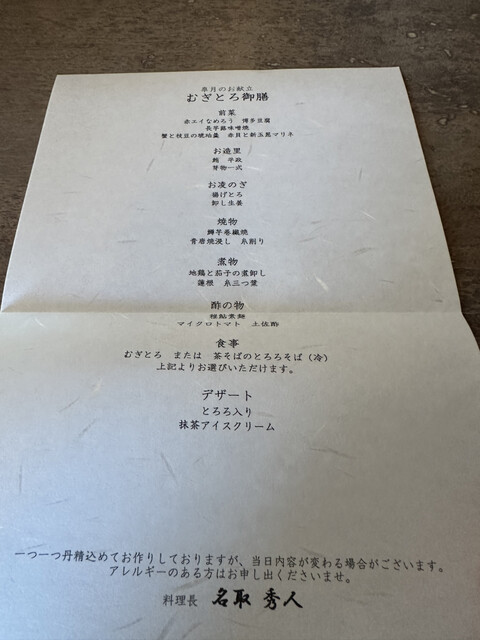 皐月のお献立
むぎとろ御膳
前菜
赤エイなめろう 博多豆腐
長芋蕗味噌焼
蟹と枝豆の琥珀羹 赤貝と新玉葱マリネ
お造里
鮪 平政
芽物一式
お凌のぎ
揚げとろ
卸し生姜
焼物
鰆早巻繊焼
青唐焼浸し 糸削り
煮物
地鶏と茄子の煮卸し
蓮根 糸三つ葉
酢の物
マイクロトマト 土佐酢
食事
むぎとろ または 茶そばのとろろそば（冷）
上記よりお選びいただけます。
デザート
とろろ入り
抹茶アイスクリーム
一つ一つ丹精込めてお作りしておりますが、当日内容が変わる場合がございます。
アレルギーのある方はお申し出くださいませ。
料理長 名取 秀人